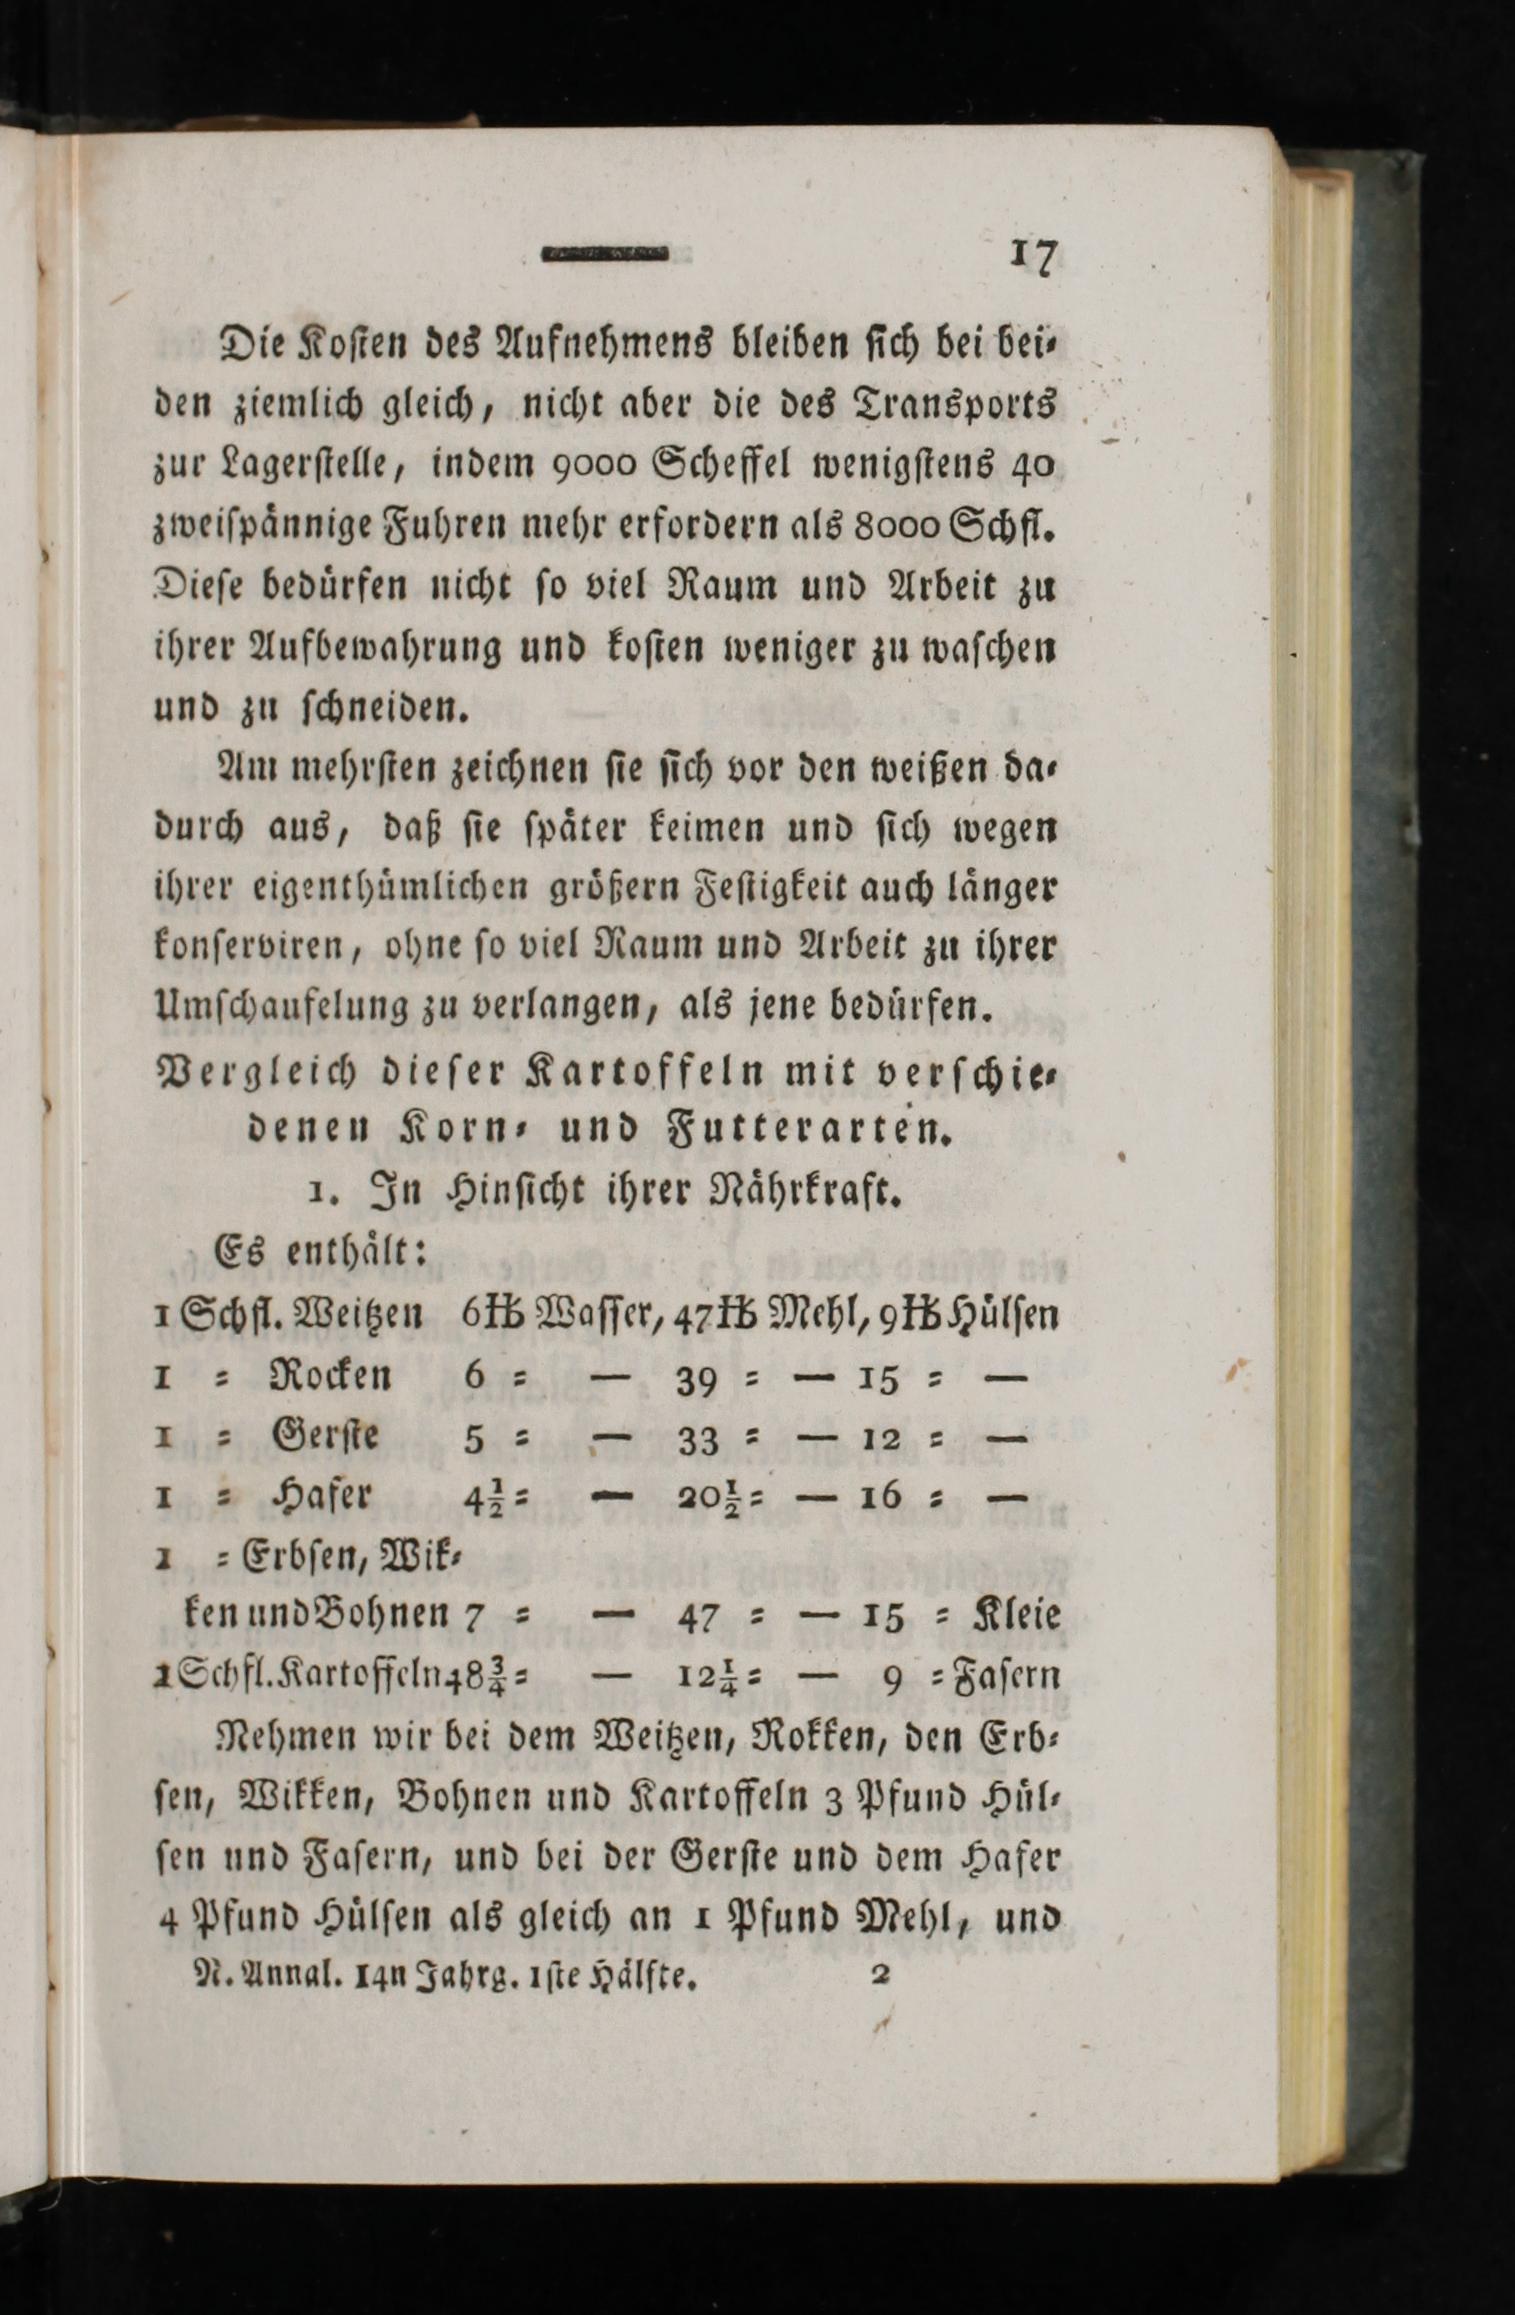 17
Die Koſten des Aufnehmens bleiben ſich bei bei⸗
den ziemlich gleich, nicht aber die des Transports
zur Lagerſtelle, indem 9000 Scheffel wenigſtens 40
zweiſpännige Fuhren mehr erfordern als 8000 Schfl.
Dieſe bedürfen nicht ſo viel Raum und Arbeit zu
ihrer Aufbewahrung und koſten weniger zu waſchen
und zu ſchneiden.
Am mehrſten zeichnen ſie ſich vor den weißen da⸗
durch aus, daß ſie ſpäter keimen und ſich wegen
ihrer eigenthümlichen größern Feſtigkeit auch länger
konſerviren, ohne ſo viel Raum und Arbeit zu ihrer
Umſchaufelung zu verlangen, als jene bedürfen.
Vergleich dieſer Kartoffeln mit verſchie⸗
denen Korn⸗ und Futterarten.
1. In Hinſicht ihrer Nährkraft.
Es enthält:
1 Schfl. Weitzen 6 ℔ Waſſer, 47 ℔ Mehl, 9 ℔ Hülſen
1 = Rocken 6 = — 39 = — 15 = —
1 = Gerſte 5 = — 33 = — 12 = —
1 = Hafer 4½ = — 20½ = — 16 = —
1 = Erbſen, Wik⸗
ken und Bohnen 7 = — 47 = — 15 = Kleie
1 Schfl. Kartoffeln 48¾ = — 12¼ = — 9 = Faſern
Nehmen wir bei dem Weitzen, Rokken, den Erb⸗
ſen, Wikken, Bohnen und Kartoffeln 3 Pfund Hül⸗
ſen und Faſern, und bei der Gerſte und dem Hafer
4 Pfund Hülſen als gleich an 1 Pfund Mehl, und
N. Annal. 14n Jahrg. 1ſte Hälfte. 2